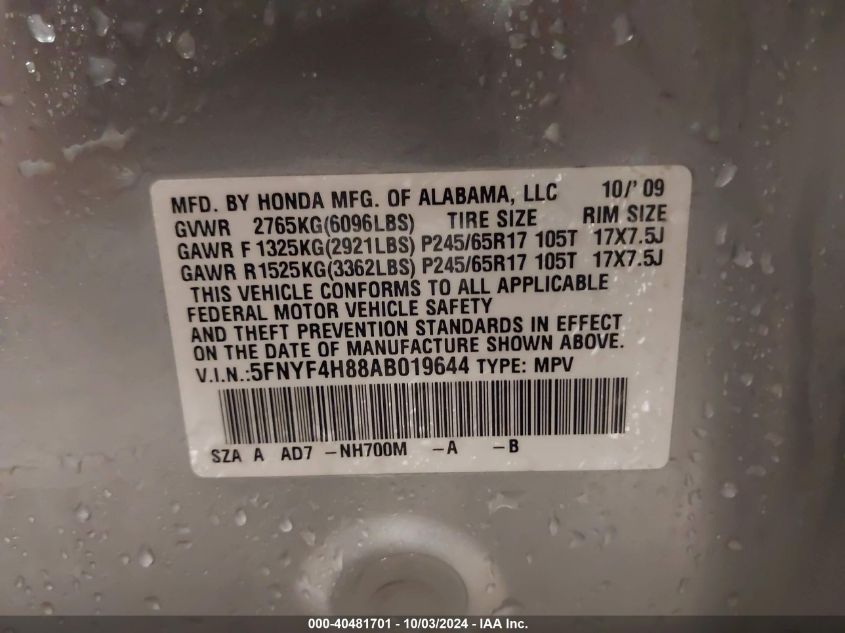 MFD. BY HONDA MFG. OF ALABAMA, LLC 10/'09
GVWR 2765KG(6096LBS) TIRE SIZE RIM SIZE
GAWR F 1325KG(2921LBS) P245/65R17 105T 17X7.5J
GAWR R 1525KG(3362LBS) P245/65R17 105T 17X7.5J
THIS VEHICLE CONFORMS TO ALL APPLICABLE
FEDERAL MOTOR VEHICLE SAFETY
AND THEFT PREVENTION STANDARDS IN EFFECT
ON THE DATE OF MANUFACTURE SHOWN ABOVE.
V.I.N.:5FNYF4H88AB019644 TYPE: MPV
SZA A AD7 -NH700M -A -B
000-40481701 - 10/03/2024 - IAA Inc.